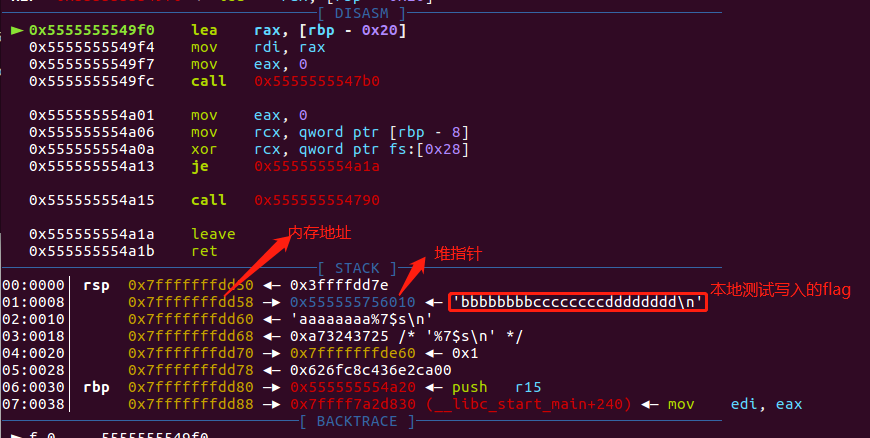 [ DISASM ]
► 0x5555555549f0 lea rax, [rbp - 0x20]
0x5555555549f4 mov rdi, rax
0x5555555549f7 mov eax, 0
0x5555555549fc call 0x5555555547b0
0x555555554a01 mov eax, 0
0x555555554a06 mov rcx, qword ptr [rbp - 8]
0x555555554a0a xor rcx, qword ptr fs:[0x28]
0x555555554a13 je 0x555555554a1a
0x555555554a15 call 0x555555554790
0x555555554a1a leave
0x555555554a1b ret
内存地址
堆指针
[ STACK ]
本地测试写入的flag
00:0000│ rsp 0x7fffffffdd50 ◄— 0x3ffffdd7e
01:0008│ 0x7fffffffdd58 —► 0x555555756010 ◄— 'bbbbbbbbccccccccdddddddd\n'
02:0010│ 0x7fffffffdd60 ◄— 'aaaaaaaa%7$s\n'
03:0018│ 0x7fffffffdd68 ◄— 0xa73243725 /* '%7$s\n' */
04:0020│ 0x7fffffffdd70 —► 0x7fffffffde60 ◄— 0x1
05:0028│ 0x7fffffffdd78 ◄— 0x626fc8c436e2ca00
06:0030│ rbp 0x7fffffffdd80 —► 0x555555554a20 ◄— push r15
07:0038│ 0x7fffffffdd88 —► 0x7ffff7a2d830 (__libc_start_main+240) ◄— mov edi, eax
[ BACKTRACE ]